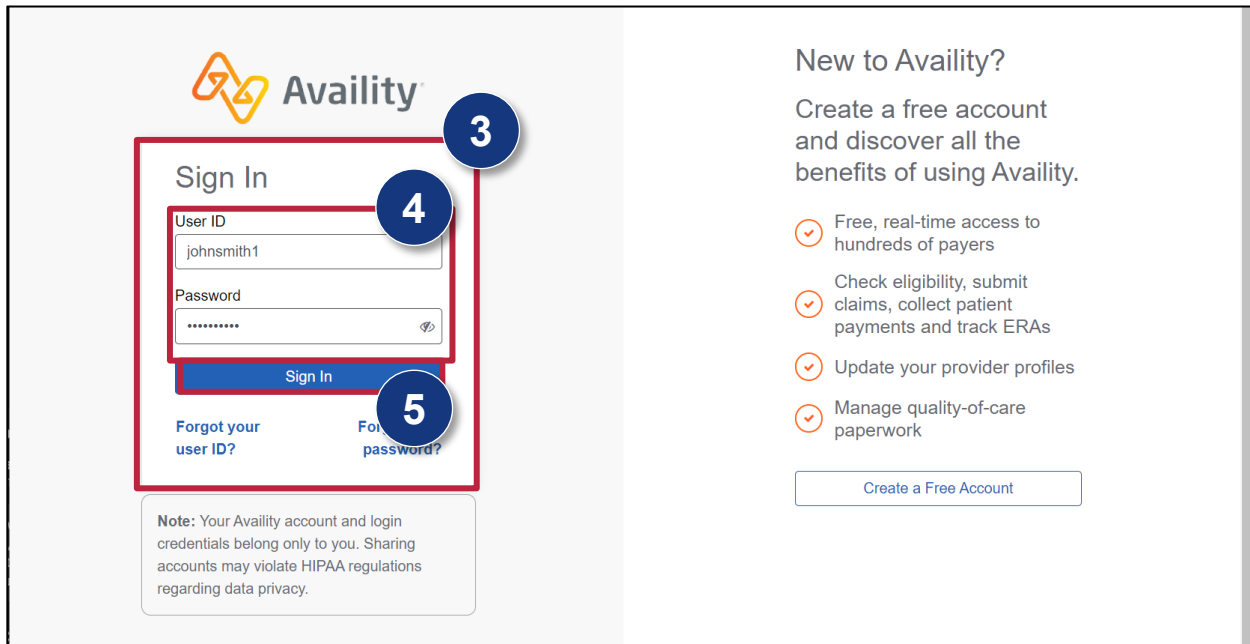 Availity
3
Sign In
4
User ID
johnsmith1
Password
Sign In
5
Forgot your
user ID?
password?
Note: Your Availity account and login
credentials belong only to you. Sharing
accounts may violate HIPAA regulations
regarding data privacy.
New to Availity?
Create a free account
and discover all the
benefits of using Availity.
Free, real-time access to
hundreds of payers
Check eligibility, submit
claims, collect patient
payments and track ERAs
Update your provider profiles
Manage quality-of-care
paperwork
Create a Free Account